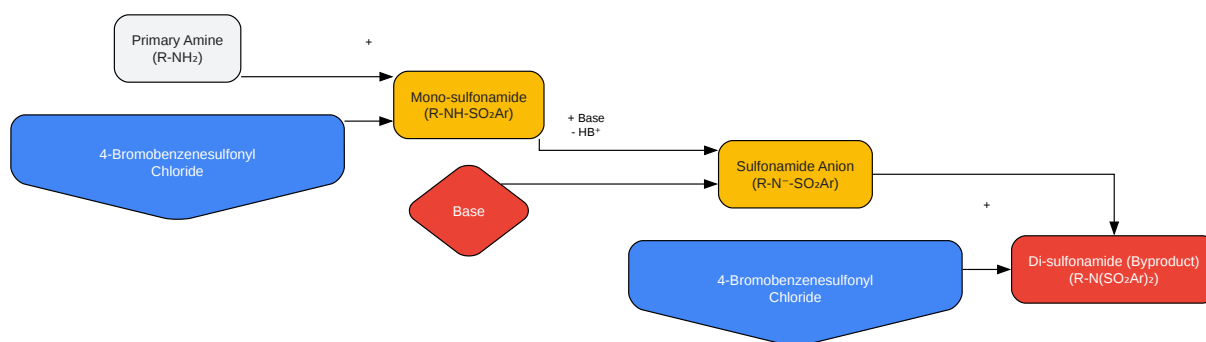 Primary Amine
(R-NH₂)
+
Mono-sulfonamide
(R-NH-SO₂Ar)
4-Bromobenzenesulfonyl
Chloride
+ Base
- HB⁺
Sulfonamide Anion
(R-N⁻-SO₂Ar)
Base
+
Di-sulfonamide (Byproduct)
(R-N(SO₂Ar)₂)
4-Bromobenzenesulfonyl
Chloride